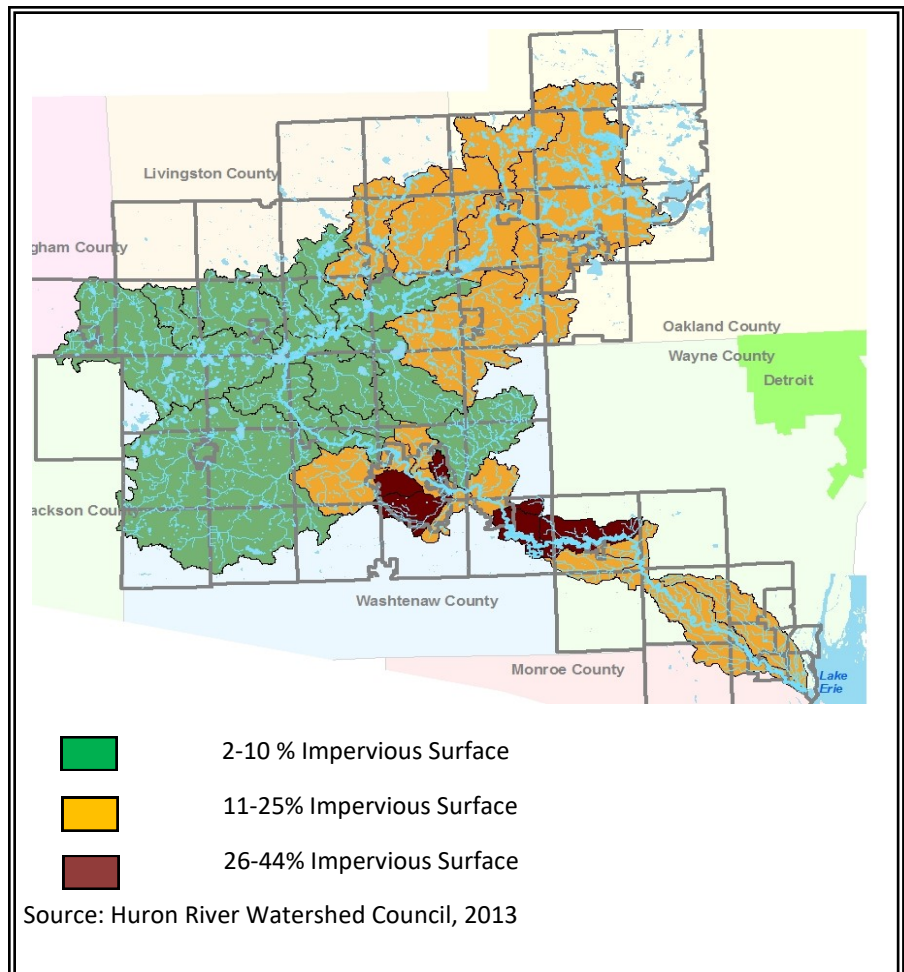 Livingston County
gham County
Oakland County
Wayne County
Detroit
ackson County
Washtenaw County
Monroe County
Lake
Erie
2-10 % Impervious Surface
11-25% Impervious Surface
26-44% Impervious Surface
Source: Huron River Watershed Council, 2013